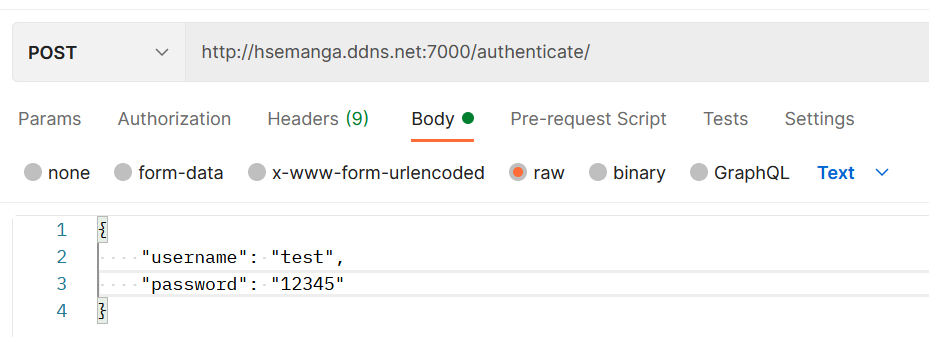 POST http://hsemanga.ddns.net:7000/authenticate/
Params Authorization Headers (9) Body Pre-request Script Tests Settings
none form-data x-www-form-urlencoded raw binary GraphQL Text
1 {
2 "username": "test",
3 "password": "12345"
4 }